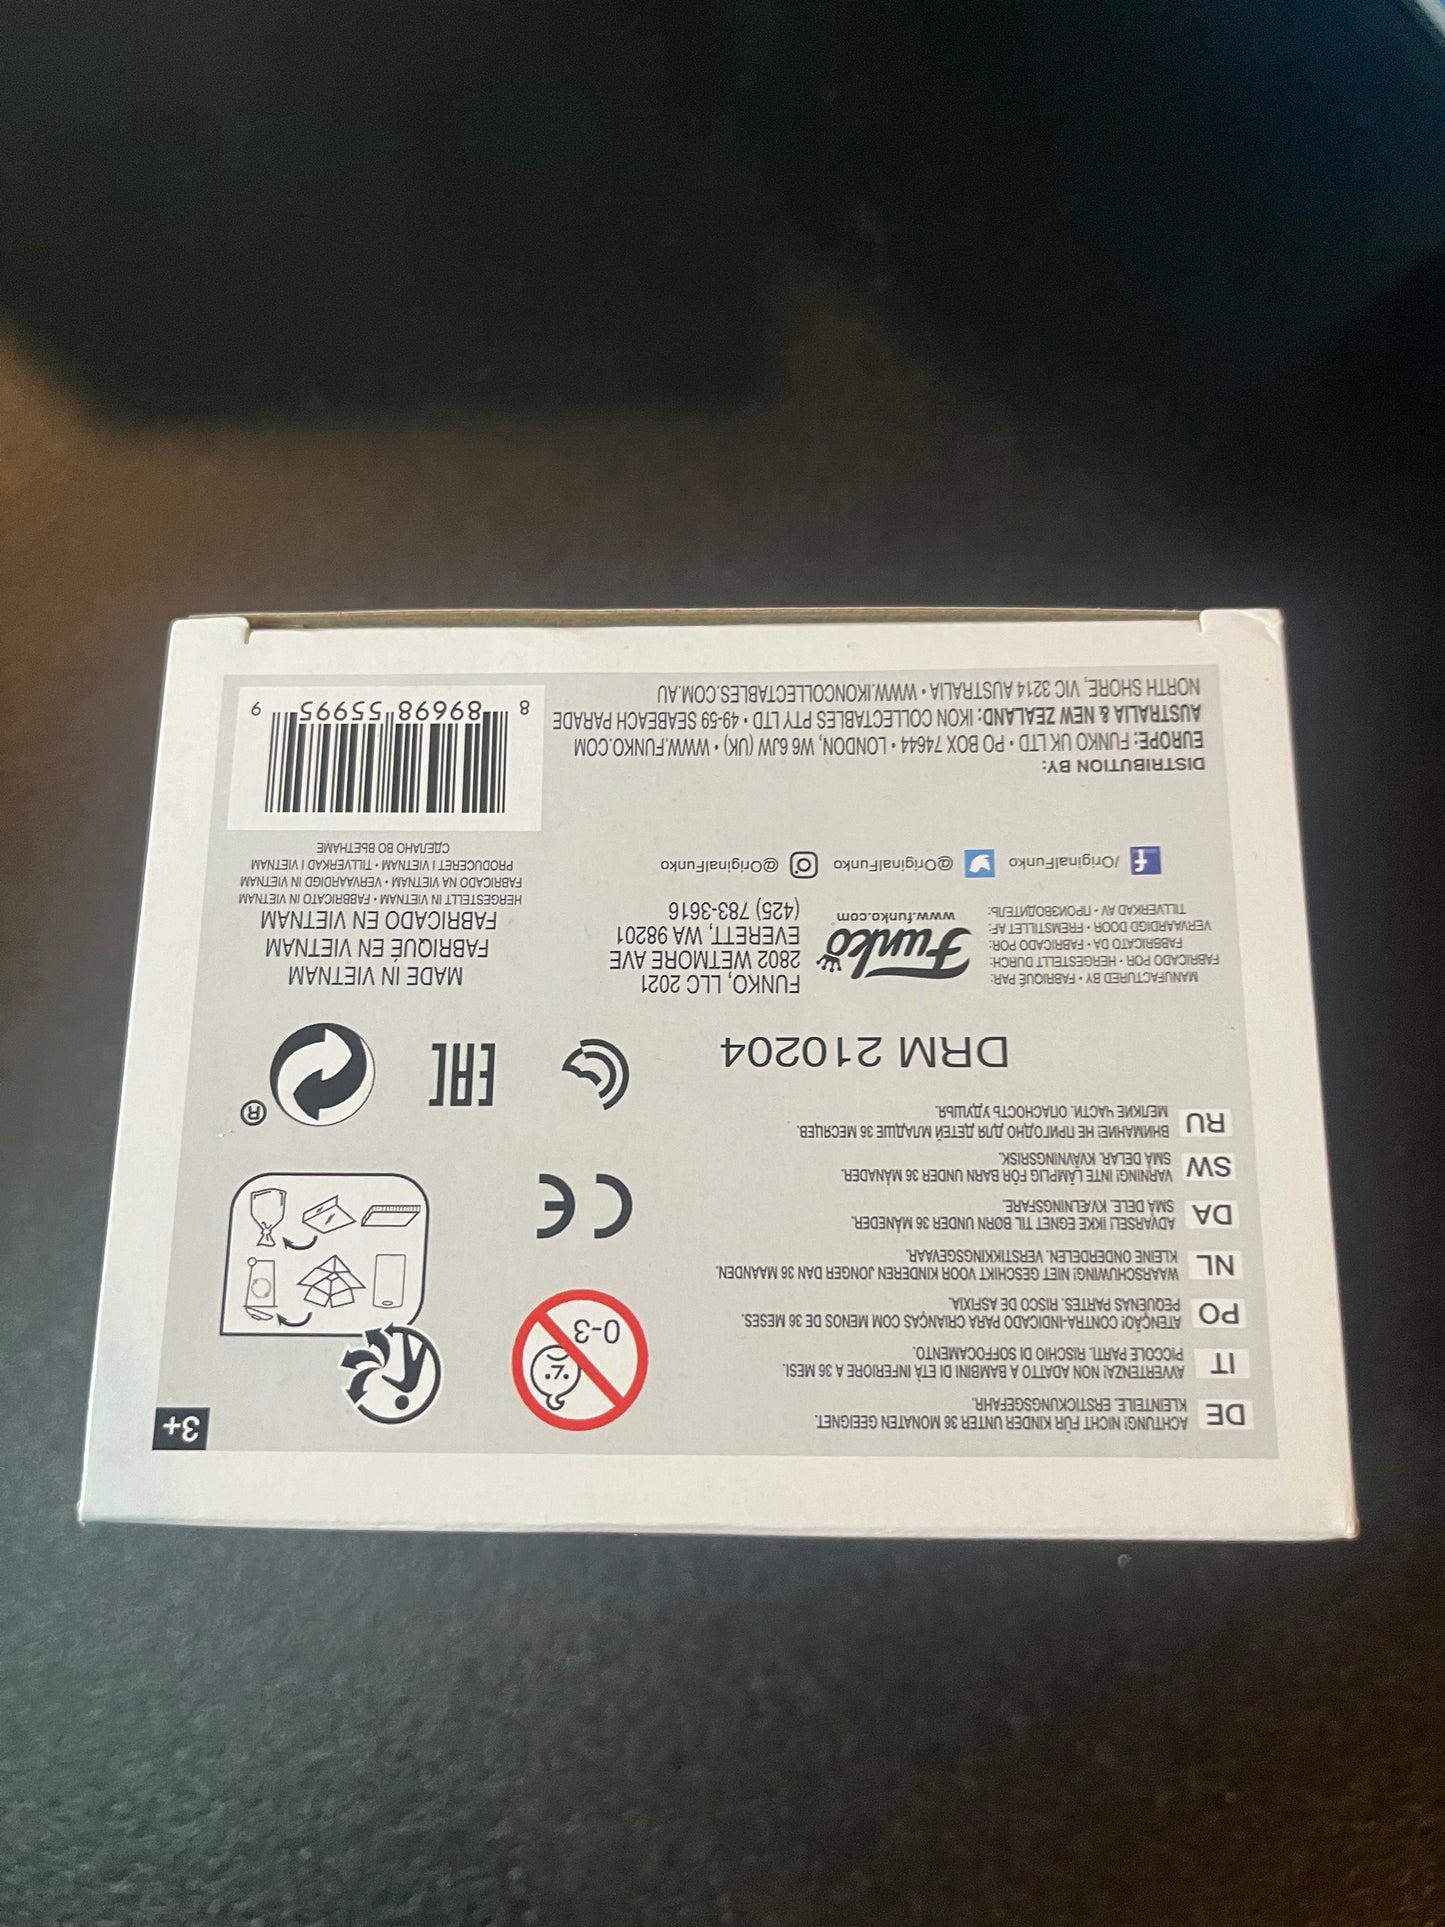 DE
ACHTUNG! NICHT FÜR KINDER UNTER 36 MONATEN GEEIGNET.
KLEINTEILE. ERSTICKUNGSGEFAHR.
IT
AVVERTENZA! NON ADATTO A BAMBINI DI ETÀ INFERIORE A 36 MESI.
PICCOLE PARTI. RISCHIO DI SOFFOCAMENTO.
PO
ATENÇÃO! CONTRA-INDICADO PARA CRIANÇAS COM MENOS DE 36 MESES.
PEQUENAS PARTES. RISCO DE ASFIXIA.
NL
WAARSCHUWING! NIET GESCHIKT VOOR KINDEREN JONGER DAN 36 MAANDEN.
KLEINE ONDERDELEN. VERSTIKKINGSGEVAAR.
DA
ADVARSEL! IKKE EGNET TIL BØRN UNDER 36 MÅNEDER.
SMÅ DELE. KVÆLNINGSFARE.
SW
VARNING! INTE LÄMPLIG FÖR BARN UNDER 36 MÅNADER.
SMÅ DELAR. KVÄVNINGSRISK.
RU
ВНИМАНИЕ! НЕ ПРИГОДНО ДЛЯ ДЕТЕЙ МЛАДШЕ 36 МЕСЯЦЕВ.
МЕЛКИЕ ЧАСТИ. ОПАСНОСТЬ УДУШЬЯ.
0-3
3+
CE
EAC
®
DRM 210204
MANUFACTURED BY • FABRIQUÉ PAR:
FABRICADO POR • HERGESTELLT DURCH:
FABBRICATO DA • FABRICADO POR:
VERVAARDIGD DOOR • FREMSTILLET AF:
TILLVERKAD AV • ПРОИЗВОДИТЕЛЬ:
Funko
www.funko.com
FUNKO, LLC 2021
2802 WETMORE AVE
EVERETT, WA 98201
(425) 783-3616
MADE IN VIETNAM
FABRIQUÉ EN VIETNAM
FABRICADO EN VIETNAM
HERGESTELLT IN VIETNAM • FABBRICATO IN VIETNAM
FABRICADO NA VIETNAM • VERVAARDIGD IN VIETNAM
PRODUCERET I VIETNAM • TILLVERKAD I VIETNAM
СДЕЛАНО ВО ВЬЕТНАМЕ
/OriginalFunko
@OriginalFunko
@OriginalFunko
DISTRIBUTION BY:
EUROPE: FUNKO UK LTD • PO BOX 74644 • LONDON, W6 6JW (UK) • WWW.FUNKO.COM
AUSTRALIA & NEW ZEALAND: IKON COLLECTABLES PTY LTD • 49-59 SEABEACH PARADE
NORTH SHORE, VIC 3214 AUSTRALIA • WWW.IKONCOLLECTABLES.COM.AU
8 89698 55995 9